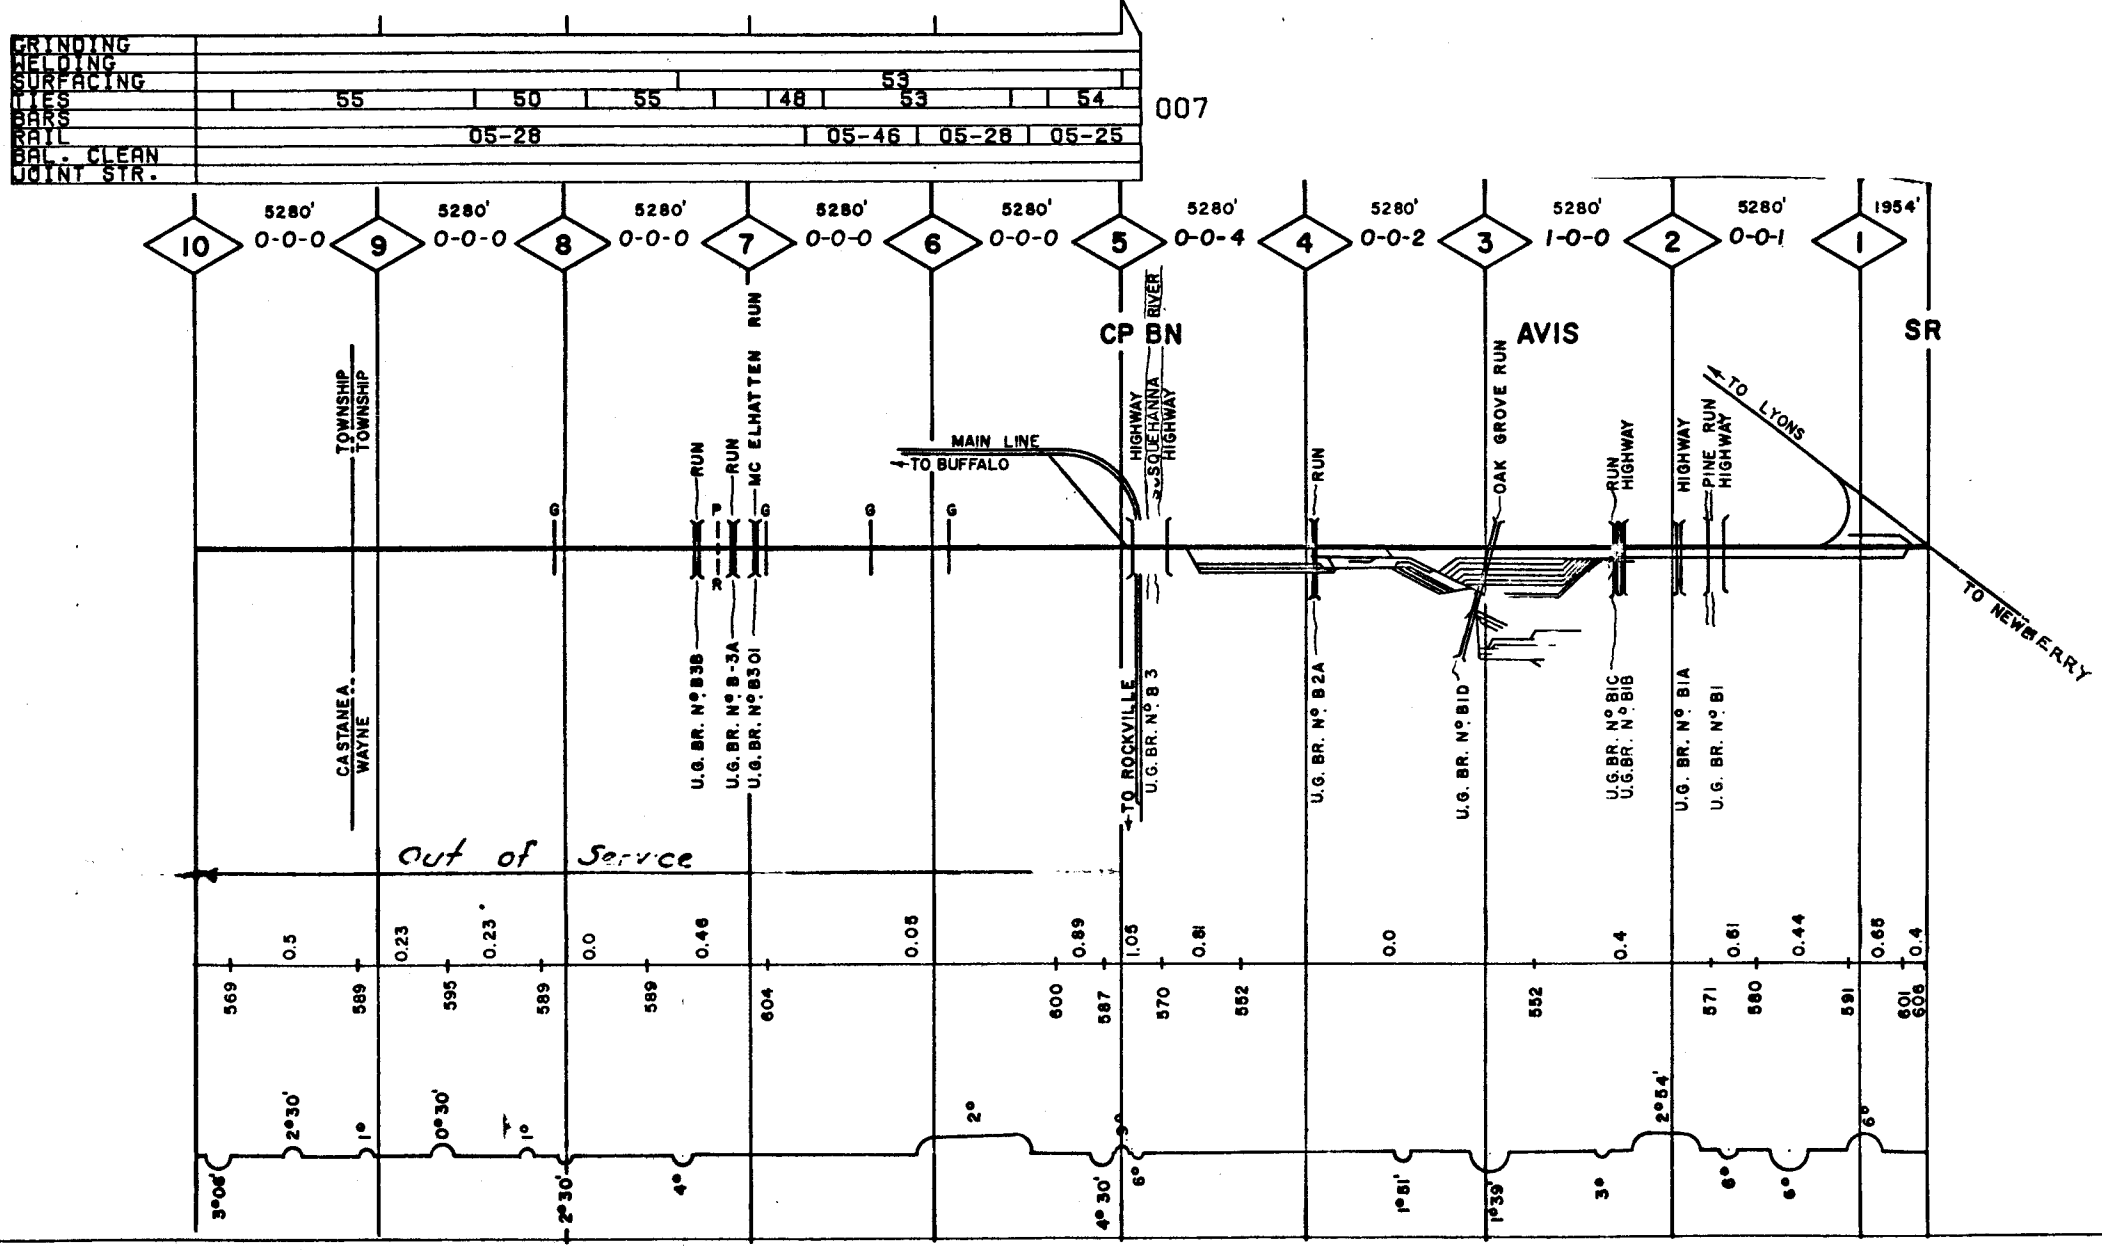 GRINDING
WELDING
SURFACING 53
TIES 55 50 55 48 53 54
BARS
RAIL 05-28 05-46 05-28 05-25
BAL. CLEAN
JOINT STR.
007
5280' 5280' 5280' 5280' 5280' 5280' 5280' 5280' 5280' 1954'
10 0-0-0 9 0-0-0 8 0-0-0 7 0-0-0 6 0-0-0 5 0-0-4 4 0-0-2 3 1-0-0 2 0-0-1 1
CP BN AVIS SR
TOWNSHIP
TOWNSHIP
RUN
RUN
MC ELHATTEN RUN
HIGHWAY
SUSQUEHANNA RIVER
HIGHWAY
RUN
OAK GROVE RUN
RUN
HIGHWAY
HIGHWAY
PINE RUN
HIGHWAY
TO LYONS
MAIN LINE
TO BUFFALO
G P G G G
R
TO NEWBERRY
CASTANEA
WAYNE
U.G. BR. Nº. B3B
U.G. BR. Nº. B-3A
U.G. BR. Nº. B301
TO ROCKVILLE
U.G. BR. Nº. B 3
U.G. BR. Nº. B2A
U.G. BR. Nº. B1D
U.G. BR. Nº. B1C
U.G. BR. Nº. B1B
U.G. BR. Nº. B1A
U.G. BR. Nº. B1
Out of Service
0.5 0.23 0.23 0.0 0.46 0.05 0.89 1.05 0.81 0.0 0.4 0.61 0.44 0.65 0.4
569 589 595 589 589 604 600 587 570 552 552 571 580 591 601 606
2°30' 1° 0°30' 1° 2° 2°54' 6°
3°06' 2°30' 4° 4°30' 6° 1°51' 1°39' 3° 6° 6°